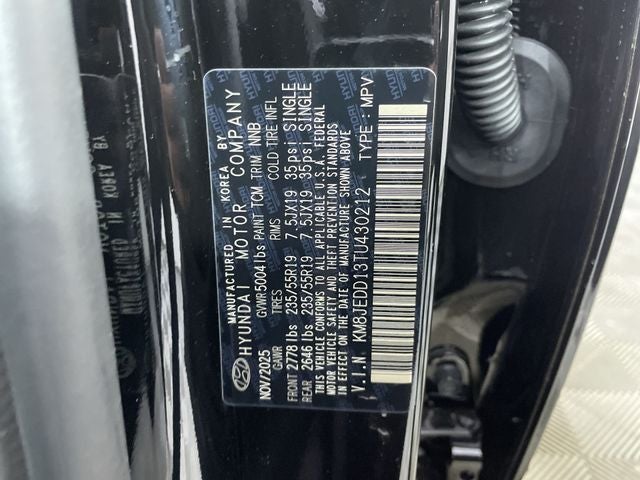 MANUFACTURED IN KOREA BY
HYUNDAI MOTOR COMPANY
NOV/2025 GVWR5004lbs PAINT TCM TRIM NNB
GAWR TIRES RIMS COLD TIRE INFL
FRONT 2778 lbs 235/55R19 7.5JX19 35psi SINGLE
REAR 2646 lbs 235/55R19 7.5JX19 35psi SINGLE
THIS VEHICLE CONFORMS TO ALL APPLICABLE U.S.A. FEDERAL
MOTOR VEHICLE SAFETY AND THEFT PREVENTION STANDARDS
IN EFFECT ON THE DATE OF MANUFACTURE SHOWN ABOVE
V.I.N : KM8JEDD13TU430212 TYPE : MPV